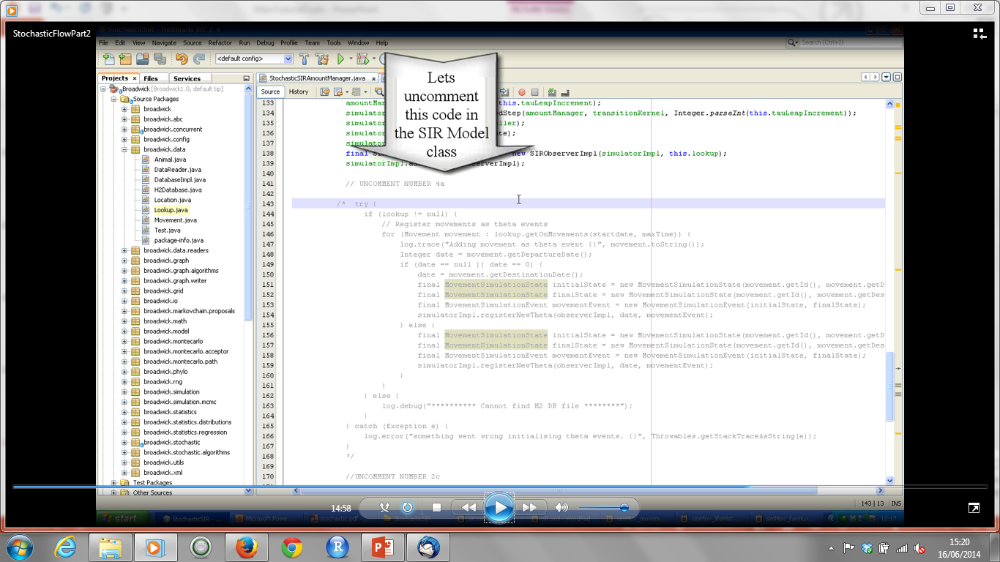 StochasticFlowPart2
StochasticSIR - NetBeans IDE 7.4
File Edit View Navigate Source Refactor Run Debug Profile Team Tools Window Help
Search (Ctrl+I)
<default config>
Projects Files Services
StochasticSIRAmountManager.java
Source History
Lets
uncomment
this code in
the SIR Model
class
Broadwick [Broadwick1.0, default tip]
Source Packages
broadwick
broadwick.abc
broadwick.concurrent
broadwick.config
broadwick.data
Animal.java
DataReader.java
DatabaseImpl.java
H2Database.java
Location.java
Lookup.java
Movement.java
Test.java
package-info.java
broadwick.data.readers
broadwick.graph
broadwick.graph.algorithms
broadwick.graph.writer
broadwick.grid
broadwick.io
broadwick.markovchain.proposals
broadwick.math
broadwick.model
broadwick.montecarlo
broadwick.montecarlo.acceptor
broadwick.montecarlo.path
broadwick.phylo
broadwick.rng
broadwick.simulation
broadwick.simulation.mcmc
broadwick.statistics
broadwick.statistics.distributions
broadwick.statistics.regression
broadwick.stochastic
broadwick.stochastic.algorithms
broadwick.utils
broadwick.xml
Test Packages
Other Sources
133 amountMan this.tauLeapIncrement);
134 simulator dStep(amountManager, transitionKernel, Integer.parseInt(this.tauLeapIncrement));
135 simulator ller);
136 simulator te);
137 simulator
138 final new SIRObserverImpl(simulatorImpl, this.lookup);
139 simulatorImpl. erverImpl);
140
141 // UNCOMMENT NUMBER 4a
142
143 /* try {
144 if (lookup != null) {
145 // Register movements as theta events
146 for (Movement movement : lookup.getOnMovements(startdate, maxTime)) {
147 log.trace("Adding movement as theta event {}", movement.toString());
148 Integer date = movement.getDepartureDate();
149 if (date == null || date == 0) {
150 date = movement.getDestinationDate();
151 final MovementSimulationState initialState = new MovementSimulationState(movement.getId(), movement.getD
152 final MovementSimulationState finalState = new MovementSimulationState(movement.getId(), movement.getDes
153 final MovementSimulationEvent movementEvent = new MovementSimulationEvent(initialState, finalState);
154 simulatorImpl.registerNewTheta(observerImpl, date, movementEvent);
155 } else {
156 final MovementSimulationState initialState = new MovementSimulationState(movement.getId(), movement.getD
157 final MovementSimulationState finalState = new MovementSimulationState(movement.getId(), movement.getDes
158 final MovementSimulationEvent movementEvent = new MovementSimulationEvent(initialState, finalState);
159 simulatorImpl.registerNewTheta(observerImpl, date, movementEvent);
160 }
161 }
162 } else {
163 log.debug("********** Cannot find H2 DB file ********");
164 }
165 } catch (Exception e) {
166 log.error("something went wrong initialising theta events. {}", Throwables.getStackTraceAsString(e));
167 }
168 */
169
170 //UNCOMMENT NUMBER 2c
143 | 13 INS
14:58
start StochasticSIR - Microsoft Power... stochastic.pdf StochasticSIR
12:17
15:20
16/06/2014